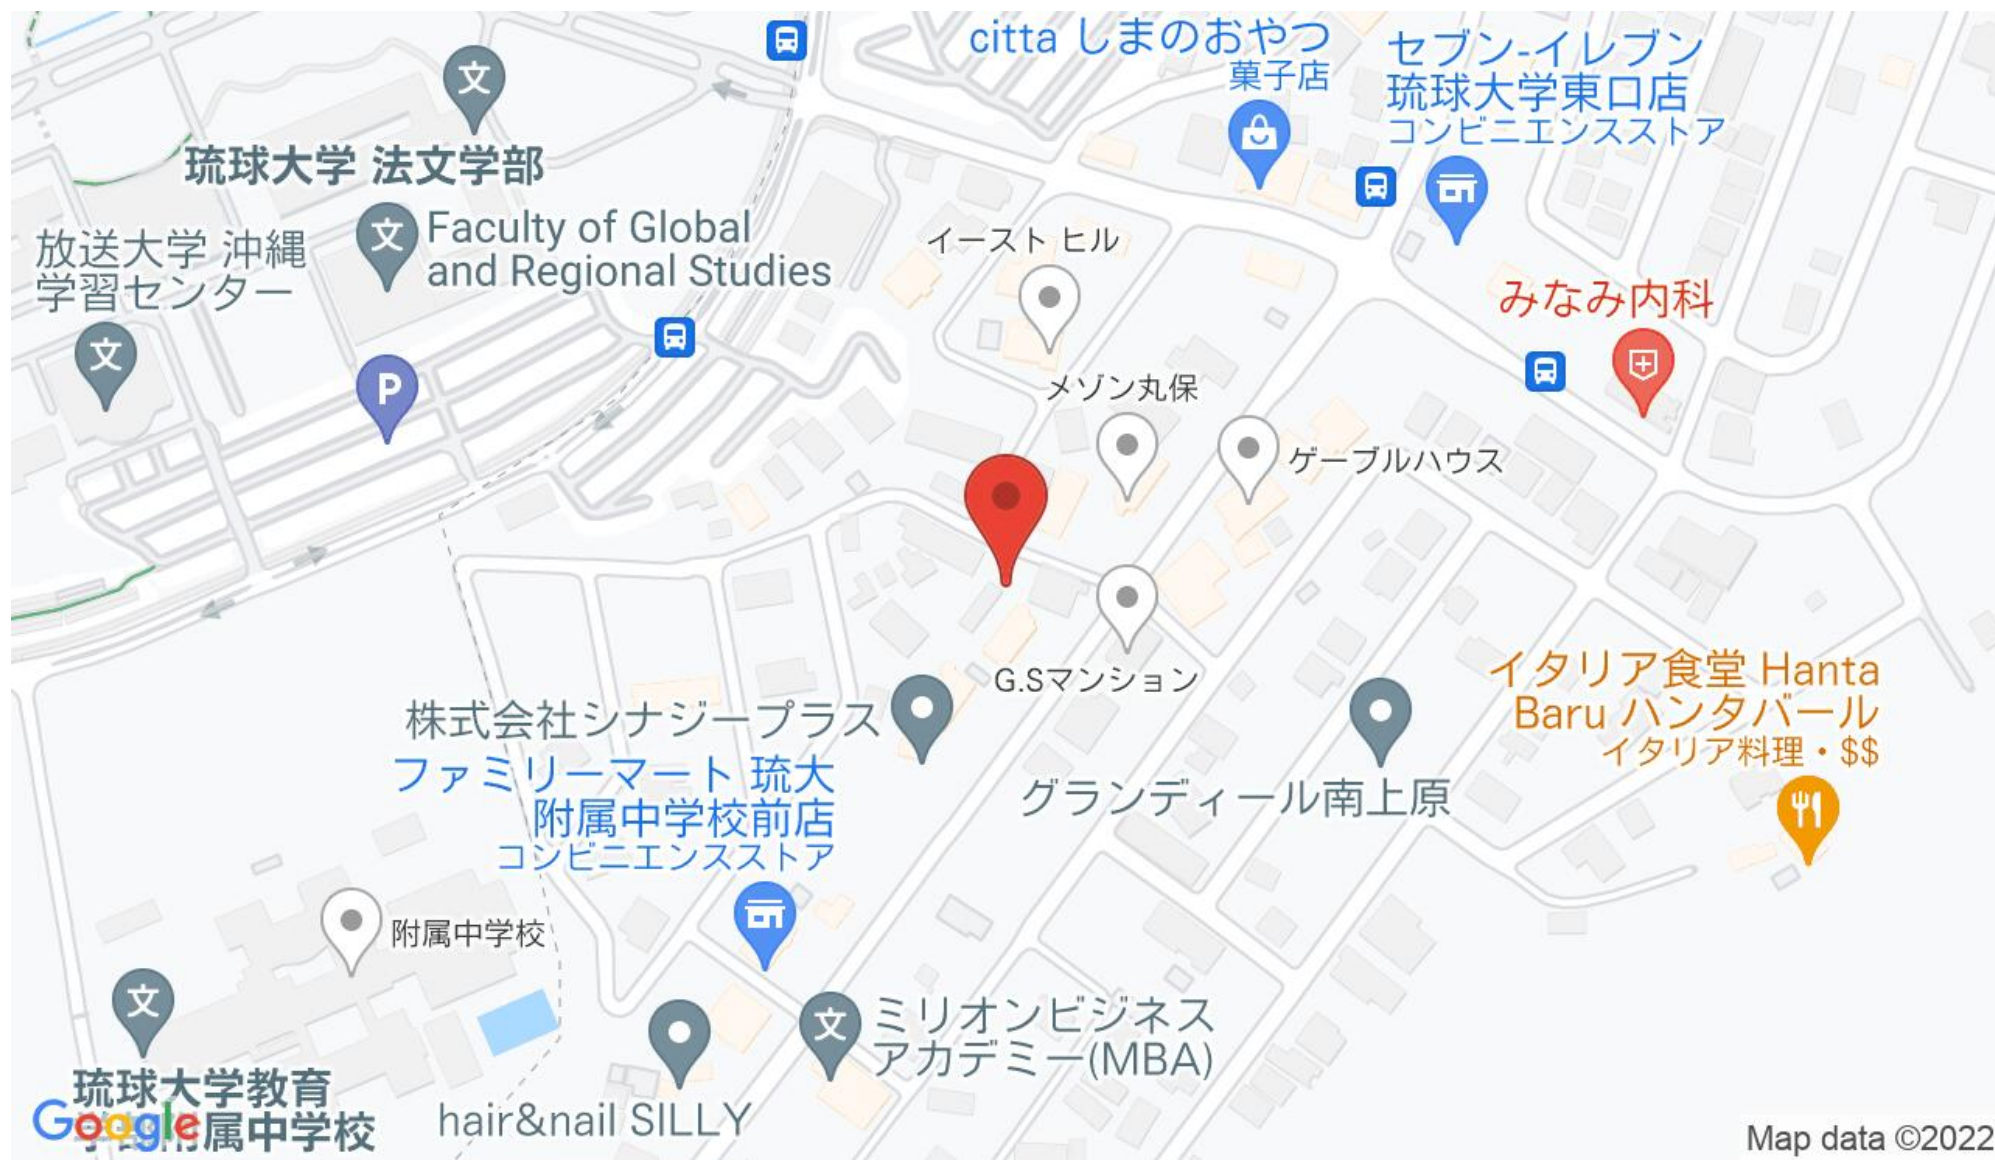 citta しまのおやつ
菓子店
セブン-イレブン
琉球大学東口店
コンビニエンスストア
文
琉球大学 法文学部
文
Faculty of Global
and Regional Studies
放送大学 沖縄
学習センター
文
P
イースト ヒル
みなみ内科
メゾン丸保
ゲーブルハウス
G.Sマンション
株式会社シナジープラス
イタリア食堂 Hanta
Baru ハンタバール
イタリア料理・$$
グランディール南上原
ファミリーマート 琉大
附属中学校前店
コンビニエンスストア
附属中学校
文
琉球大学教育
学部附属中学校
Google
文
ミリオンビジネス
アカデミー(MBA)
hair&nail SILLY
Map data ©2022